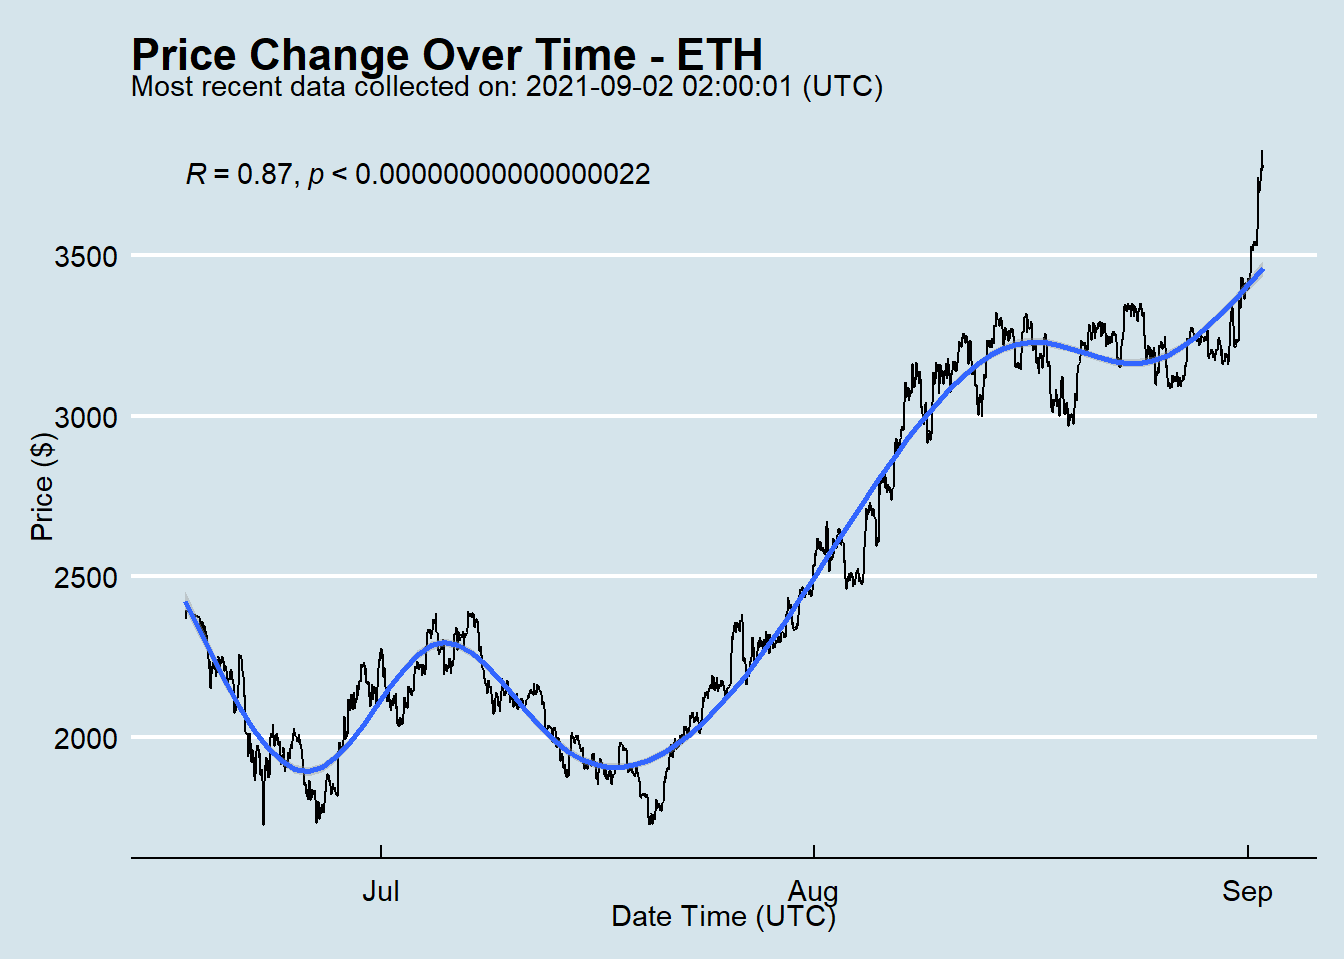 Price Change Over Time - ETH
Most recent data collected on: 2021-09-02 02:00:01 (UTC)
R = 0.87, p < 0.00000000000000022
3500
3000
2500
2000
Price ($)
Jul
Aug
Sep
Date Time (UTC)